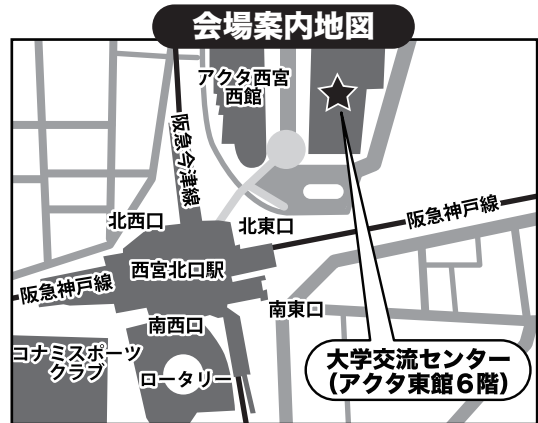 会場案内地図
アクタ西宮
西館
阪急今津線
北西口
北東口
阪急神戸線
西宮北口駅
阪急神戸線
南東口
南西口
コナミスポーツ
クラブ
ロータリー
大学交流センター
(アクタ東館6階)